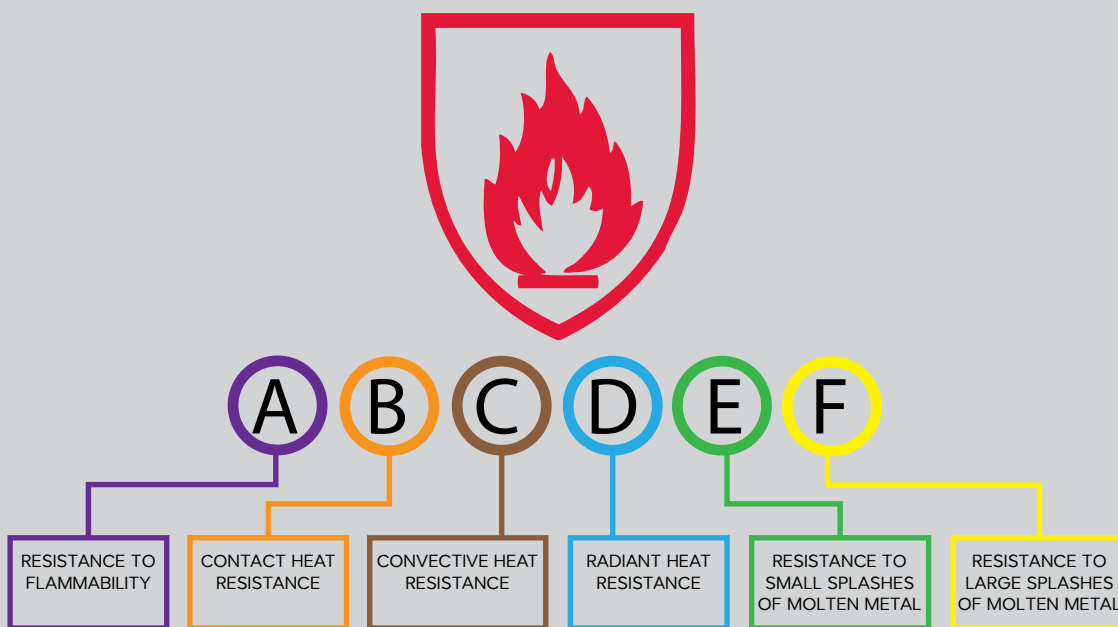 A B C D E F
RESISTANCE TO
FLAMMABILITY
CONTACT HEAT
RESISTANCE
CONVECTIVE HEAT
RESISTANCE
RADIANT HEAT
RESISTANCE
RESISTANCE TO
SMALL SPLASHES
OF MOLTEN METAL
RESISTANCE TO
LARGE SPLASHES
OF MOLTEN METAL